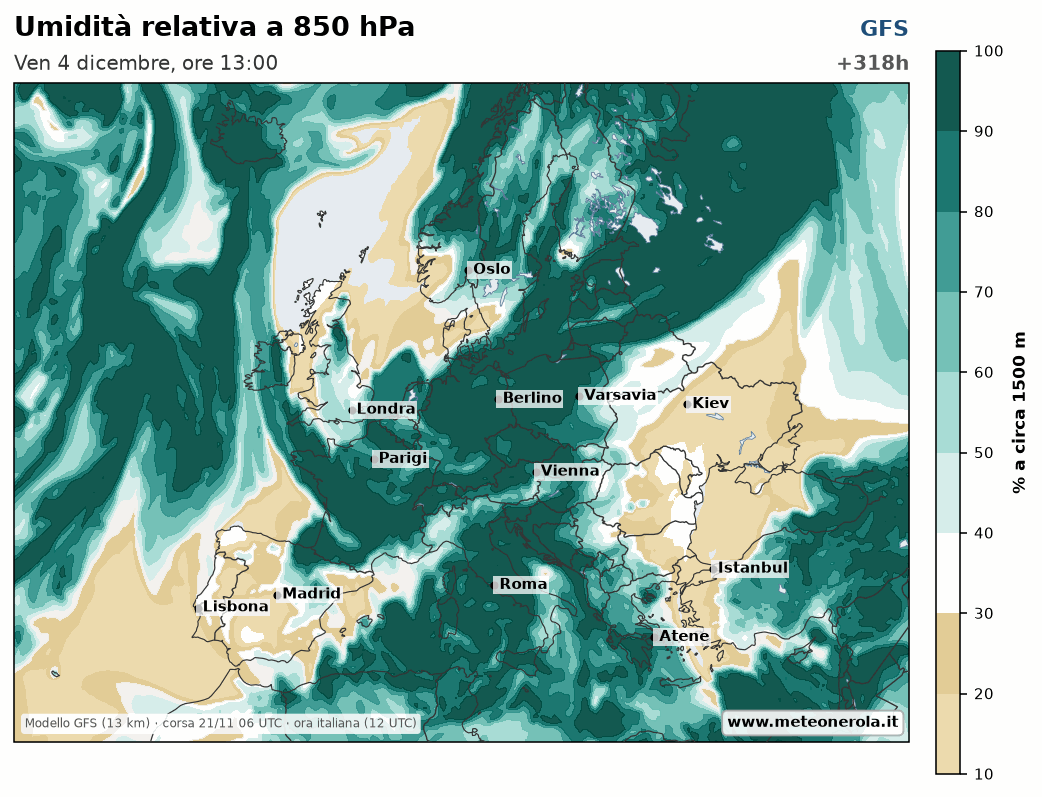 Umidità relativa a 850 hPa
GFS
Ven 4 dicembre, ore 13:00
+318h
100
90
80
70
60
50
40
30
20
10
% a circa 1500 m
Oslo
Londra
Berlino
Varsavia
Kiev
Parigi
Vienna
Istanbul
Roma
Madrid
Lisbona
Atene
Modello GFS (13 km) · corsa 21/11 06 UTC · ora italiana (12 UTC)
www.meteonerola.it